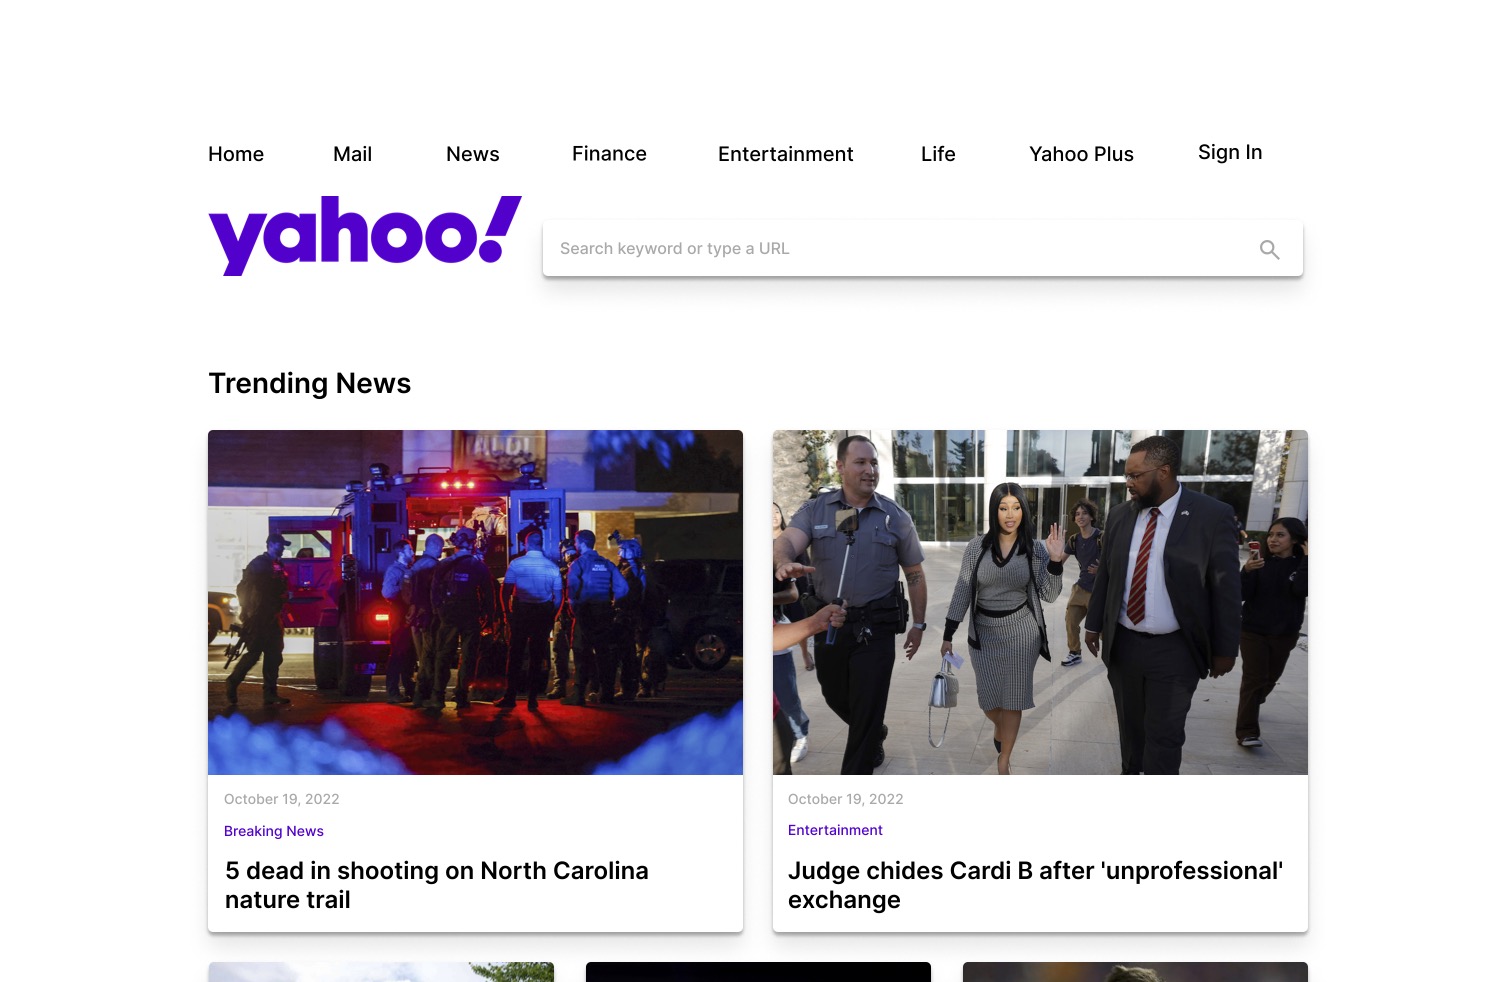 Home Mail News Finance Entertainment Life Yahoo Plus Sign In
yahoo!
Search keyword or type a URL
Trending News
ALDI
October 19, 2022
Breaking News
5 dead in shooting on North Carolina
nature trail
October 19, 2022
Entertainment
Judge chides Cardi B after 'unprofessional'
exchange